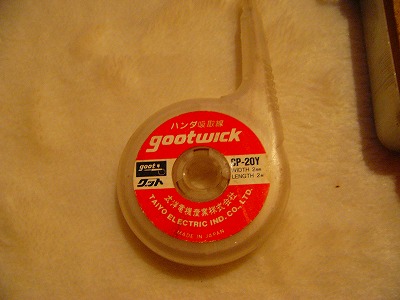 ハンダ吸取線
gootwick
goot
グット
CP-20Y
WIDTH 2mm
LENGTH 2M
太洋電機産業株式会社
TAIYO ELECTRIC IND. CO., LTD.
MADE IN JAPAN